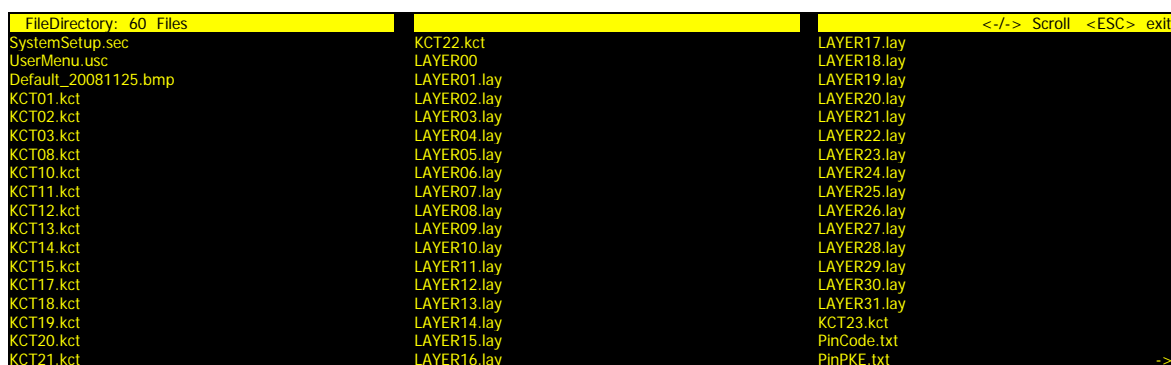 FileDirectory: 60 Files
<-/-> Scroll <ESC> exit
SystemSetup.sec
UserMenu.usc
Default_20081125.bmp
KCT01.kct
KCT02.kct
KCT03.kct
KCT08.kct
KCT10.kct
KCT11.kct
KCT12.kct
KCT13.kct
KCT14.kct
KCT15.kct
KCT17.kct
KCT18.kct
KCT19.kct
KCT20.kct
KCT21.kct
KCT22.kct
LAYER00
LAYER01.lay
LAYER02.lay
LAYER03.lay
LAYER04.lay
LAYER05.lay
LAYER06.lay
LAYER07.lay
LAYER08.lay
LAYER09.lay
LAYER10.lay
LAYER11.lay
LAYER12.lay
LAYER13.lay
LAYER14.lay
LAYER15.lay
LAYER16.lay
LAYER17.lay
LAYER18.lay
LAYER19.lay
LAYER20.lay
LAYER21.lay
LAYER22.lay
LAYER23.lay
LAYER24.lay
LAYER25.lay
LAYER26.lay
LAYER27.lay
LAYER28.lay
LAYER29.lay
LAYER30.lay
LAYER31.lay
KCT23.kct
PinCode.txt
PinPKE.txt ->